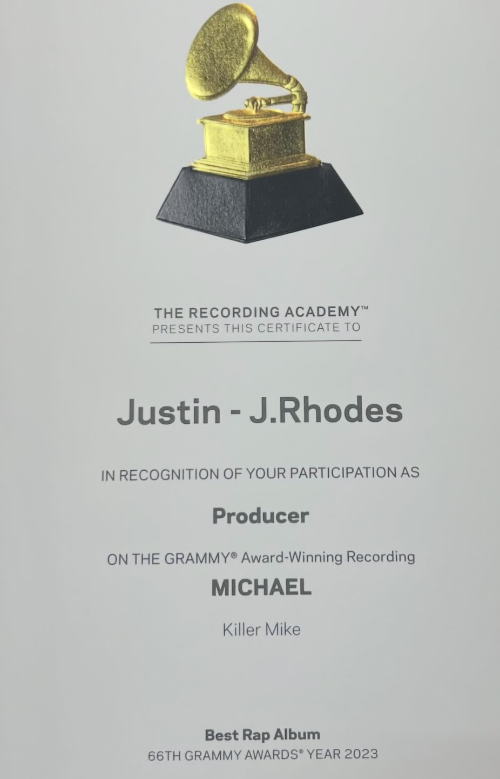 THE RECORDING ACADEMY™
PRESENTS THIS CERTIFICATE TO
Justin - J.Rhodes
IN RECOGNITION OF YOUR PARTICIPATION AS
Producer
ON THE GRAMMY® Award-Winning Recording
MICHAEL
Killer Mike
Best Rap Album
66TH GRAMMY AWARDS® YEAR 2023